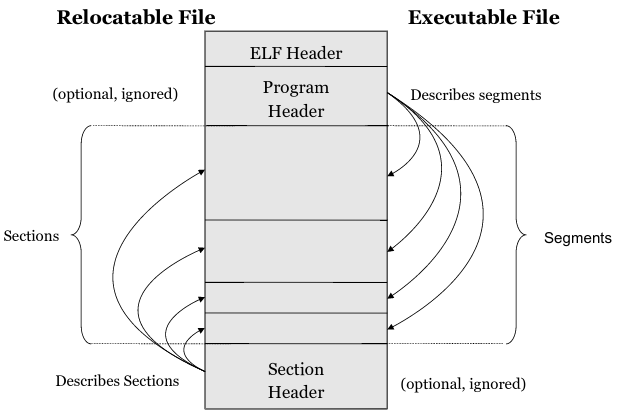 Relocatable File
Executable File
ELF Header
(optional, ignored)
Program
Header
Describes segments
Sections
Segments
Describes Sections
Section
Header
(optional, ignored)